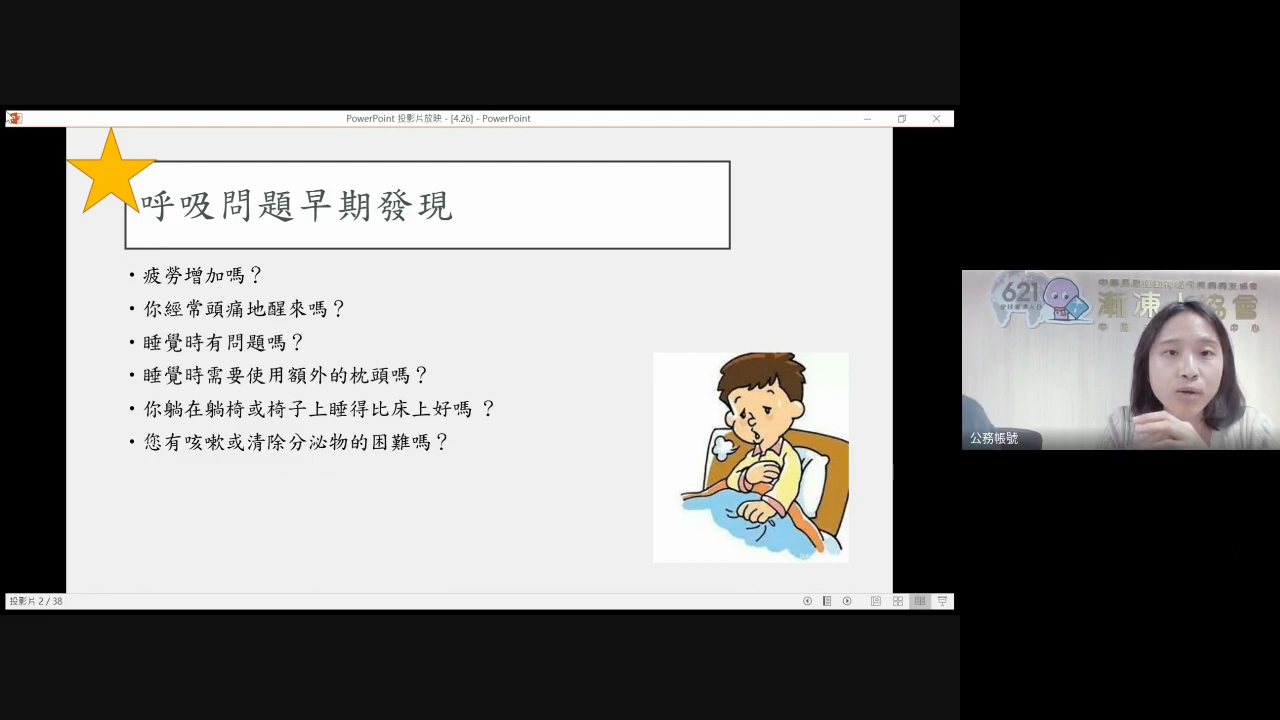 PowerPoint 投影片放映 - [4.26] - PowerPoint
呼吸問題早期發現
• 疲勞增加嗎？
• 你經常頭痛地醒來嗎？
• 睡覺時有問題嗎？
• 睡覺時需要使用額外的枕頭嗎？
• 你躺在躺椅或椅子上睡得比床上好嗎 ？
• 您有咳嗽或清除分泌物的困難嗎？
投影片 2 / 38
621
漸凍人協會
公務帳號